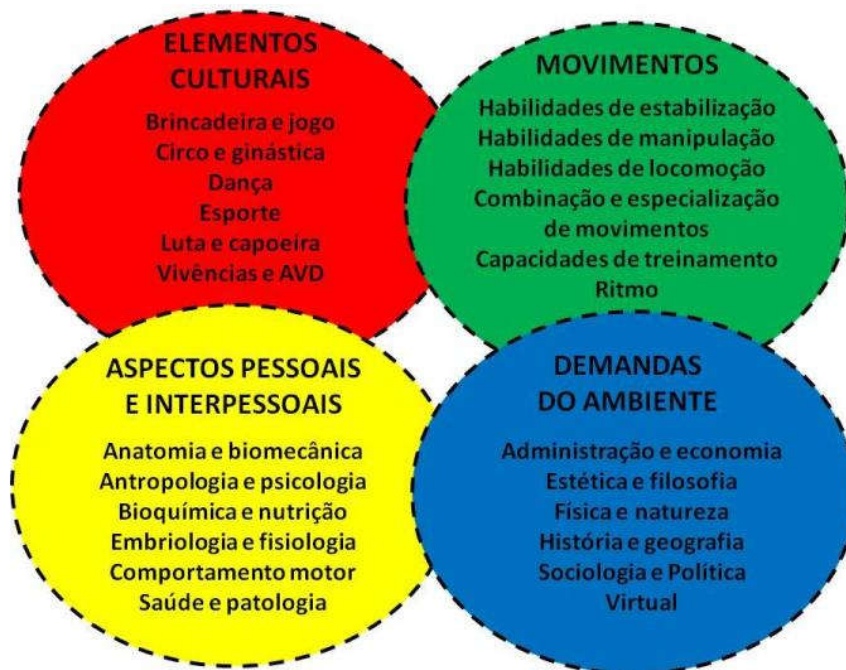 ELEMENTOS
CULTURAIS
Brincadeira e jogo
Circo e ginástica
Dança
Esporte
Luta e capoeira
Vivências e AVD
MOVIMENTOS
Habilidades de estabilização
Habilidades de manipulação
Habilidades de locomoção
Combinação e especialização
de movimentos
Capacidades de treinamento
Ritmo
ASPECTOS PESSOAIS
E INTERPESSOAIS
Anatomia e biomecânica
Antropologia e psicologia
Bioquímica e nutrição
Embriologia e fisiologia
Comportamento motor
Saúde e patologia
DEMANDAS
DO AMBIENTE
Administração e economia
Estética e filosofia
Física e natureza
História e geografia
Sociologia e Política
Virtual